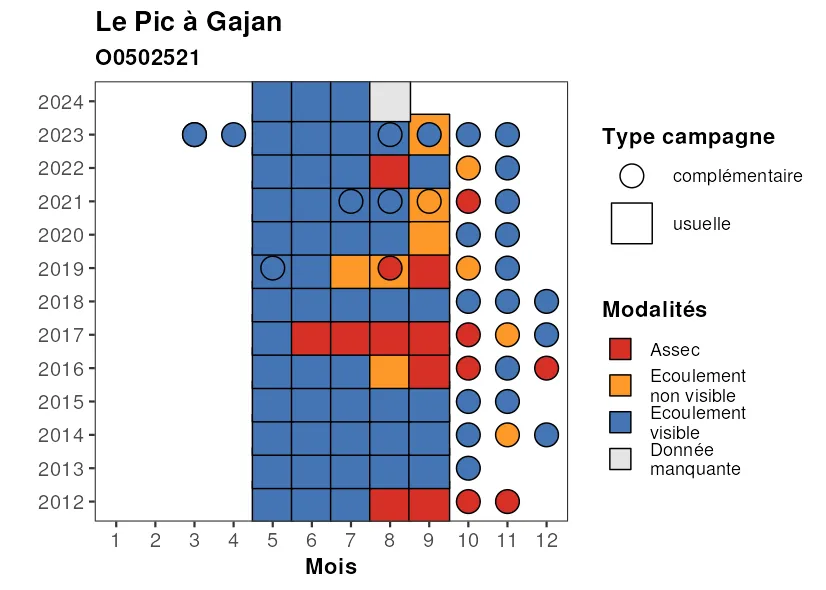 Le Pic à Gajan
O0502521
2024
2023
2022
2021
2020
2019
2018
2017
2016
2015
2014
2013
2012
1 2 3 4 5 6 7 8 9 10 11 12
Mois
Type campagne
complémentaire
usuelle
Modalités
Assec
Ecoulement
non visible
Ecoulement
visible
Donnée
manquante